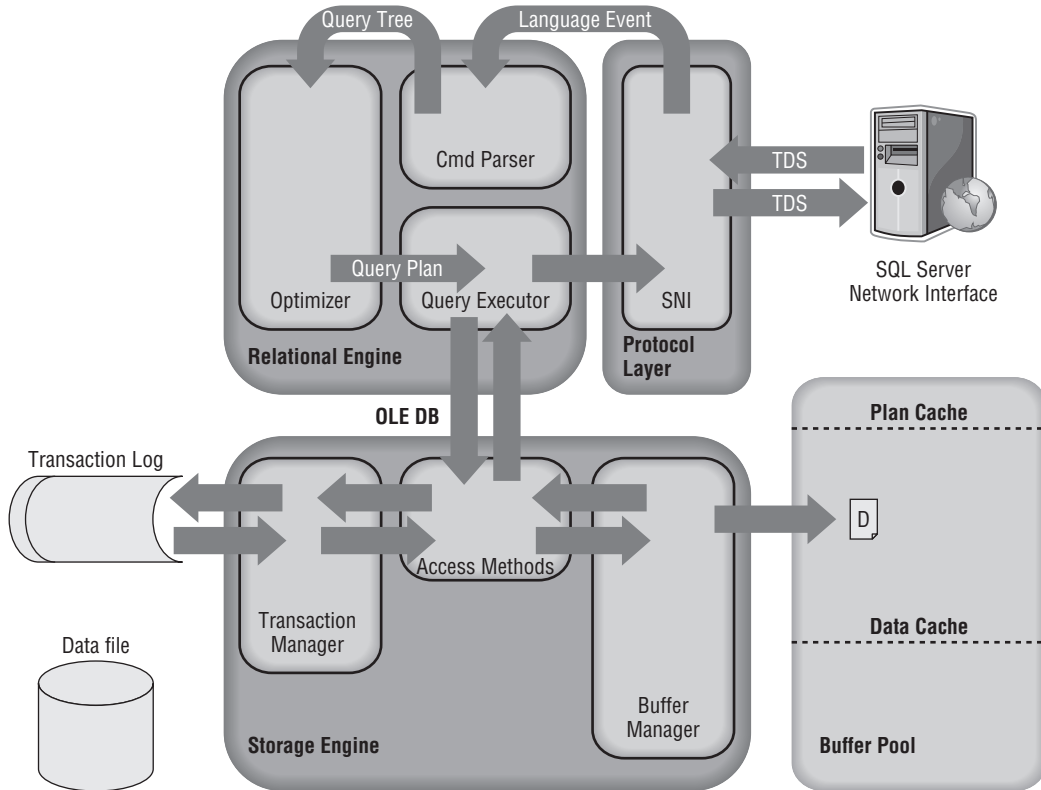 Query Tree
Language Event
Cmd Parser
TDS
TDS
SQL Server
Network Interface
Query Plan
Optimizer
Query Executor
SNI
Relational Engine
Protocol
Layer
OLE DB
Plan Cache
Transaction Log
D
Access Methods
Transaction
Manager
Data file
Data Cache
Buffer
Manager
Storage Engine
Buffer Pool